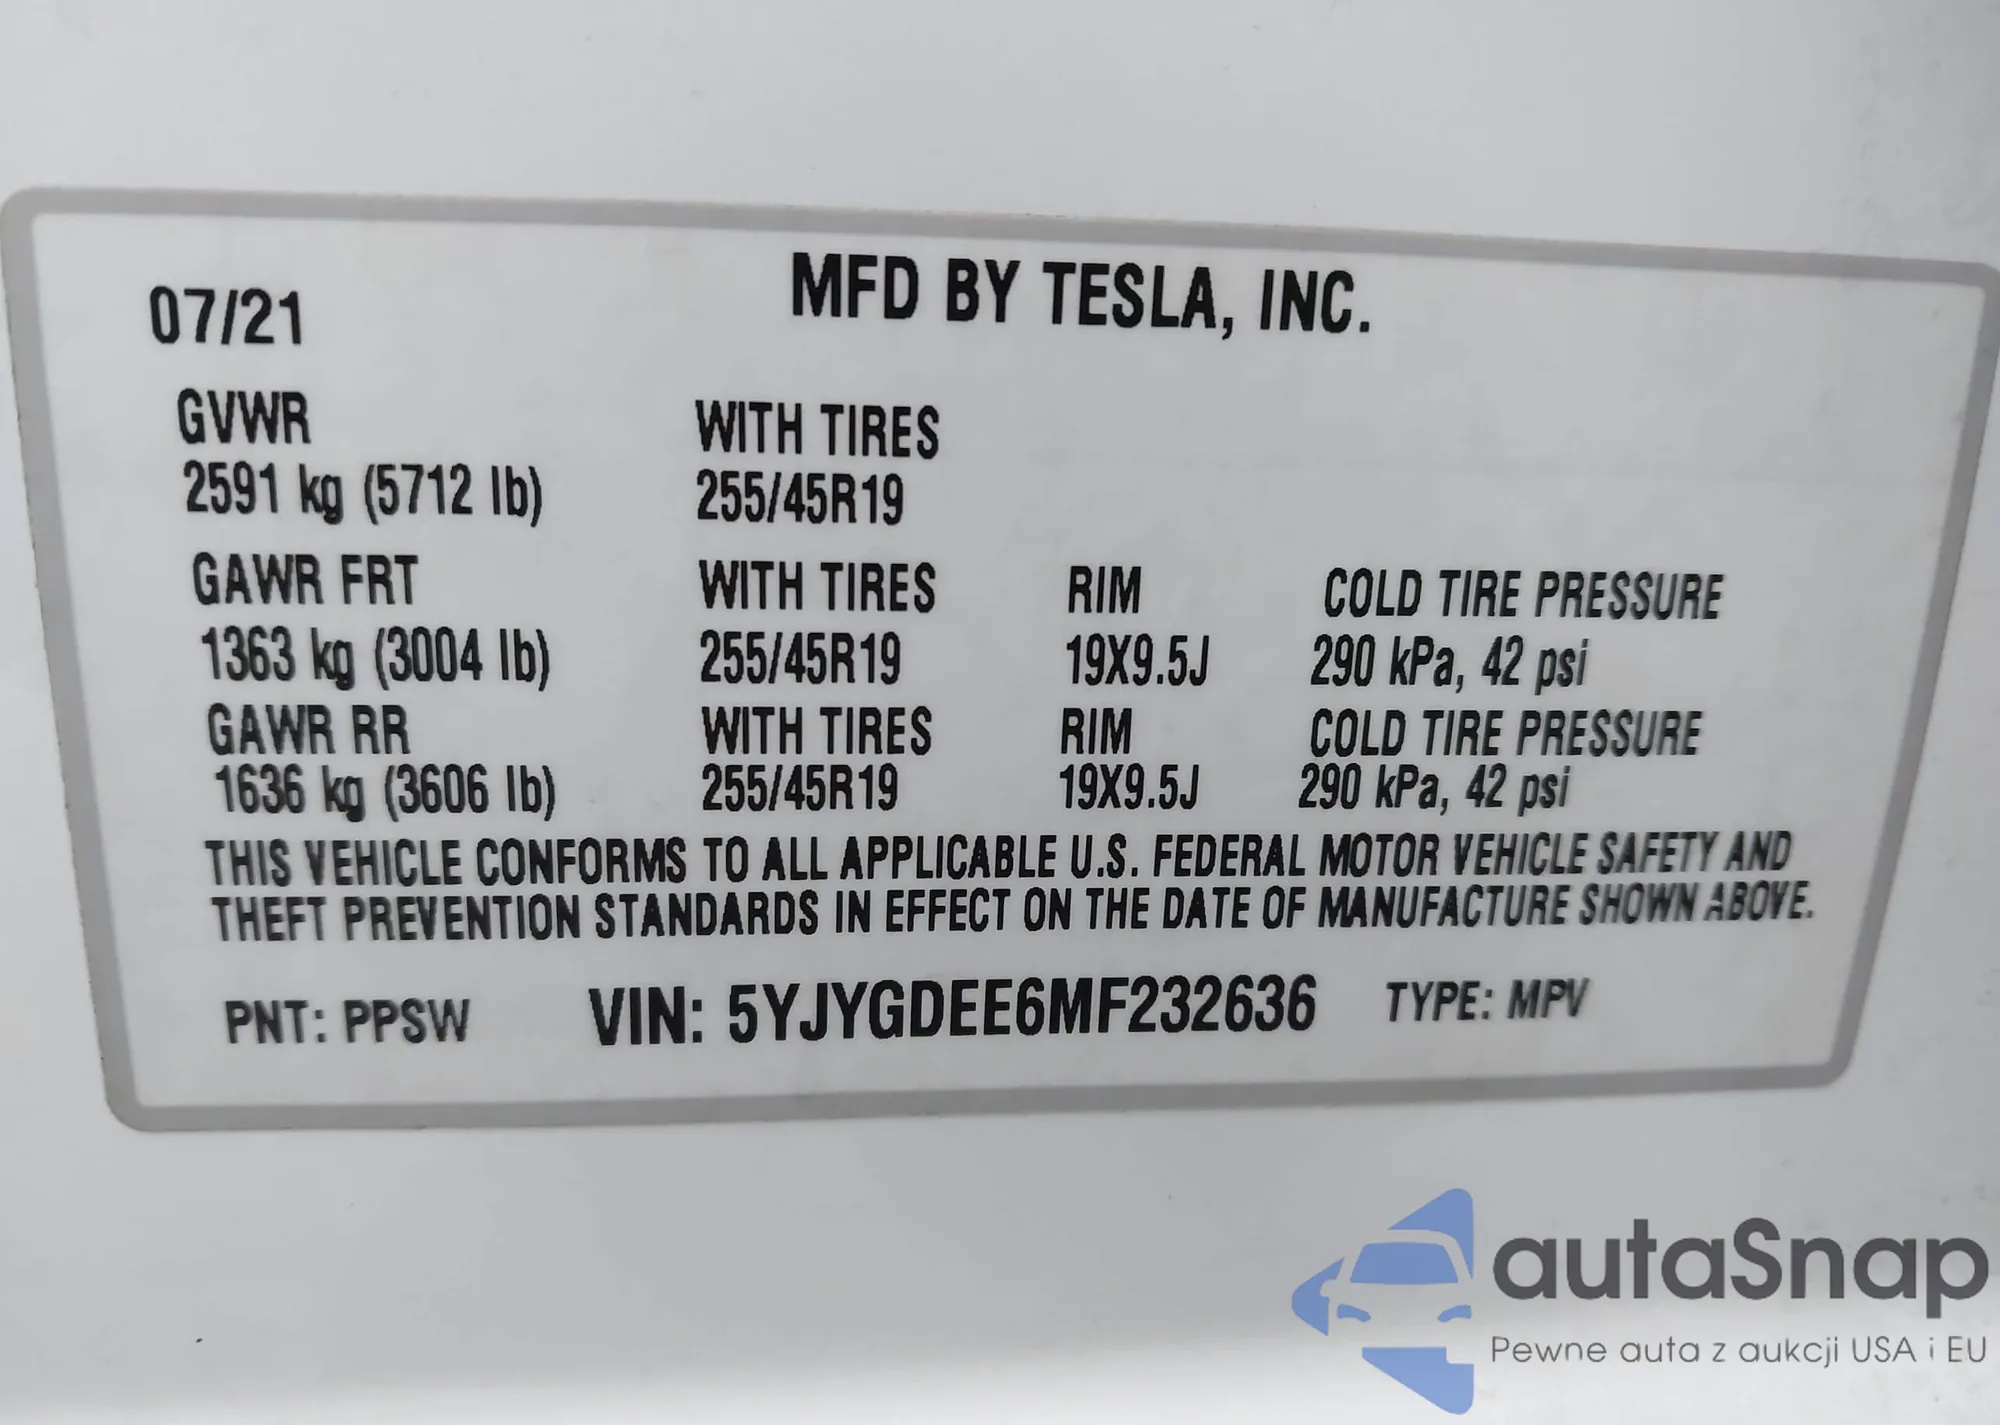 07/21 MFD BY TESLA, INC.
GVWR WITH TIRES
2591 kg (5712 lb) 255/45R19
GAWR FRT WITH TIRES RIM COLD TIRE PRESSURE
1363 kg (3004 lb) 255/45R19 19X9.5J 290 kPa, 42 psi
GAWR RR WITH TIRES RIM COLD TIRE PRESSURE
1636 kg (3606 lb) 255/45R19 19X9.5J 290 kPa, 42 psi
THIS VEHICLE CONFORMS TO ALL APPLICABLE U.S. FEDERAL MOTOR VEHICLE SAFETY AND
THEFT PREVENTION STANDARDS IN EFFECT ON THE DATE OF MANUFACTURE SHOWN ABOVE.
PNT: PPSW VIN: 5YJYGDEE6MF232636 TYPE: MPV
autaSnap
Pewne auta z aukcji USA i EU